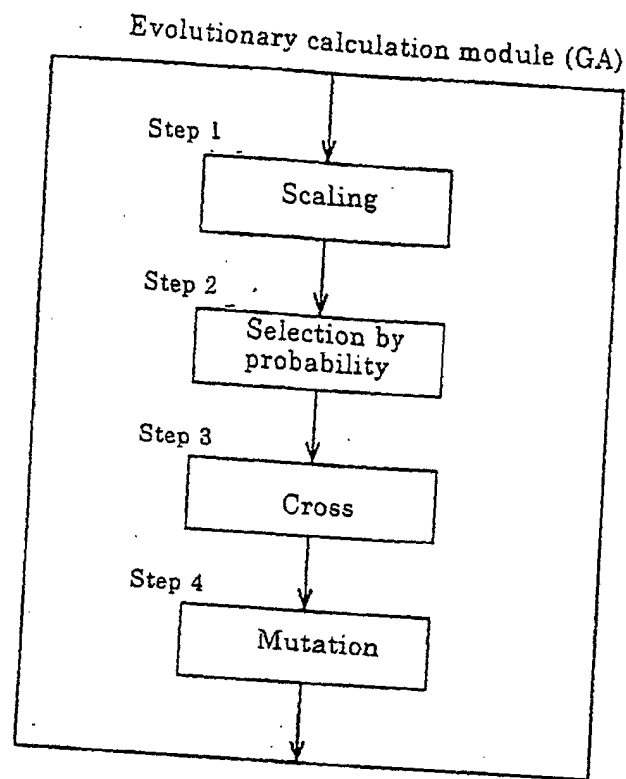 Evolutionary calculation module (GA)
Step 1
Scaling
Step 2
Selection by
probability
Step 3
Cross
Step 4
Mutation